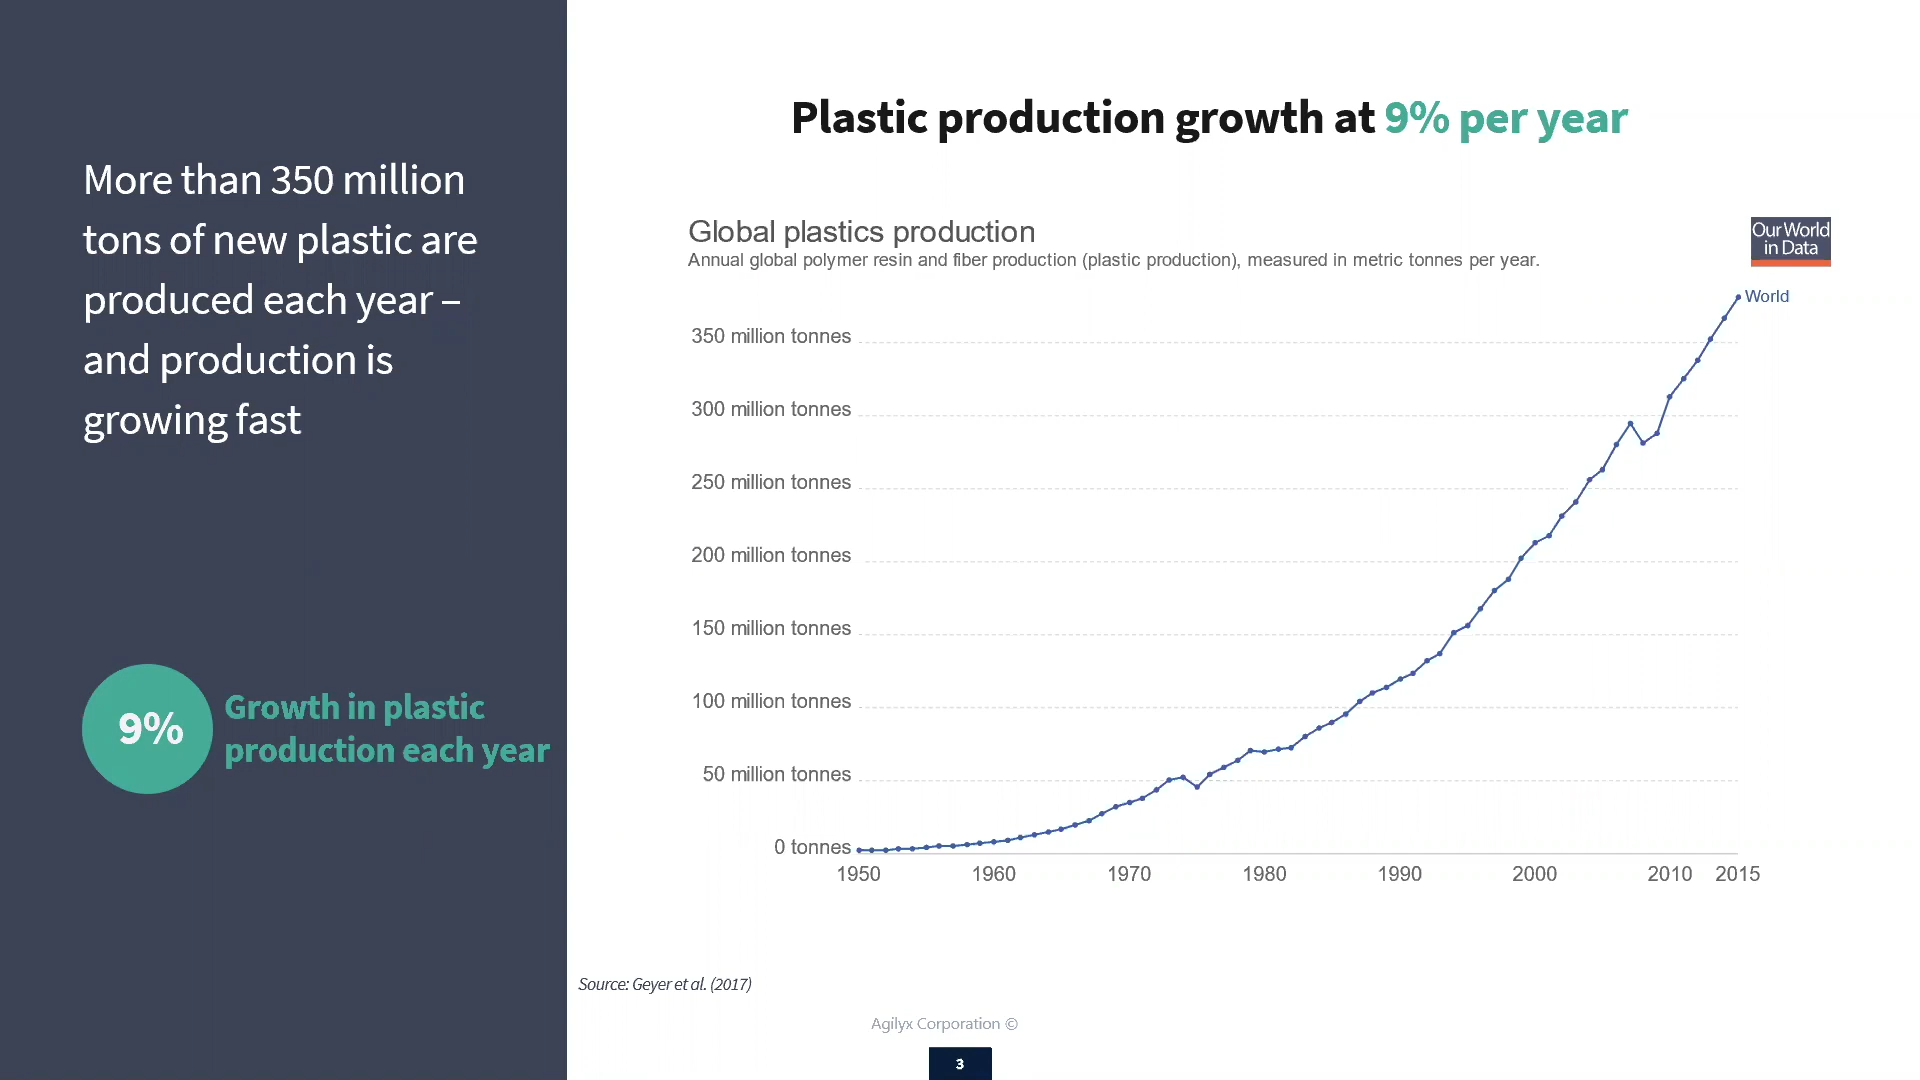 More than 350 million
tons of new plastic are
produced each year –
and production is
growing fast
9%
Growth in plastic
production each year
Plastic production growth at 9% per year
Global plastics production
Annual global polymer resin and fiber production (plastic production), measured in metric tonnes per year.
Our World
in Data
World
350 million tonnes
300 million tonnes
250 million tonnes
200 million tonnes
150 million tonnes
100 million tonnes
50 million tonnes
0 tonnes
1950 1960 1970 1980 1990 2000 2010 2015
Source: Geyer et al. (2017)
Agilyx Corporation ©
3